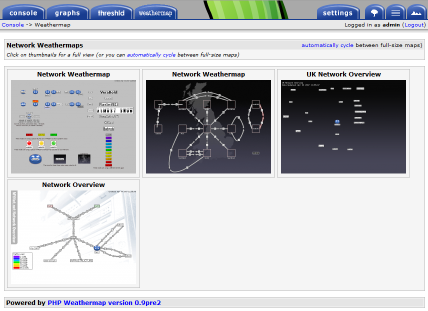 console graphs threshld weathermap settings
Console -> Weathermap Logged in as admin (Logout)
Network Weathermaps automatically cycle between full-size maps]
Click on thumbnails for a full view (or you can automatically cycle between full-size maps)
Network Weathermap Network Weathermap UK Network Overview
Network Overview
Powered by PHP Weathermap version 0.9pre2